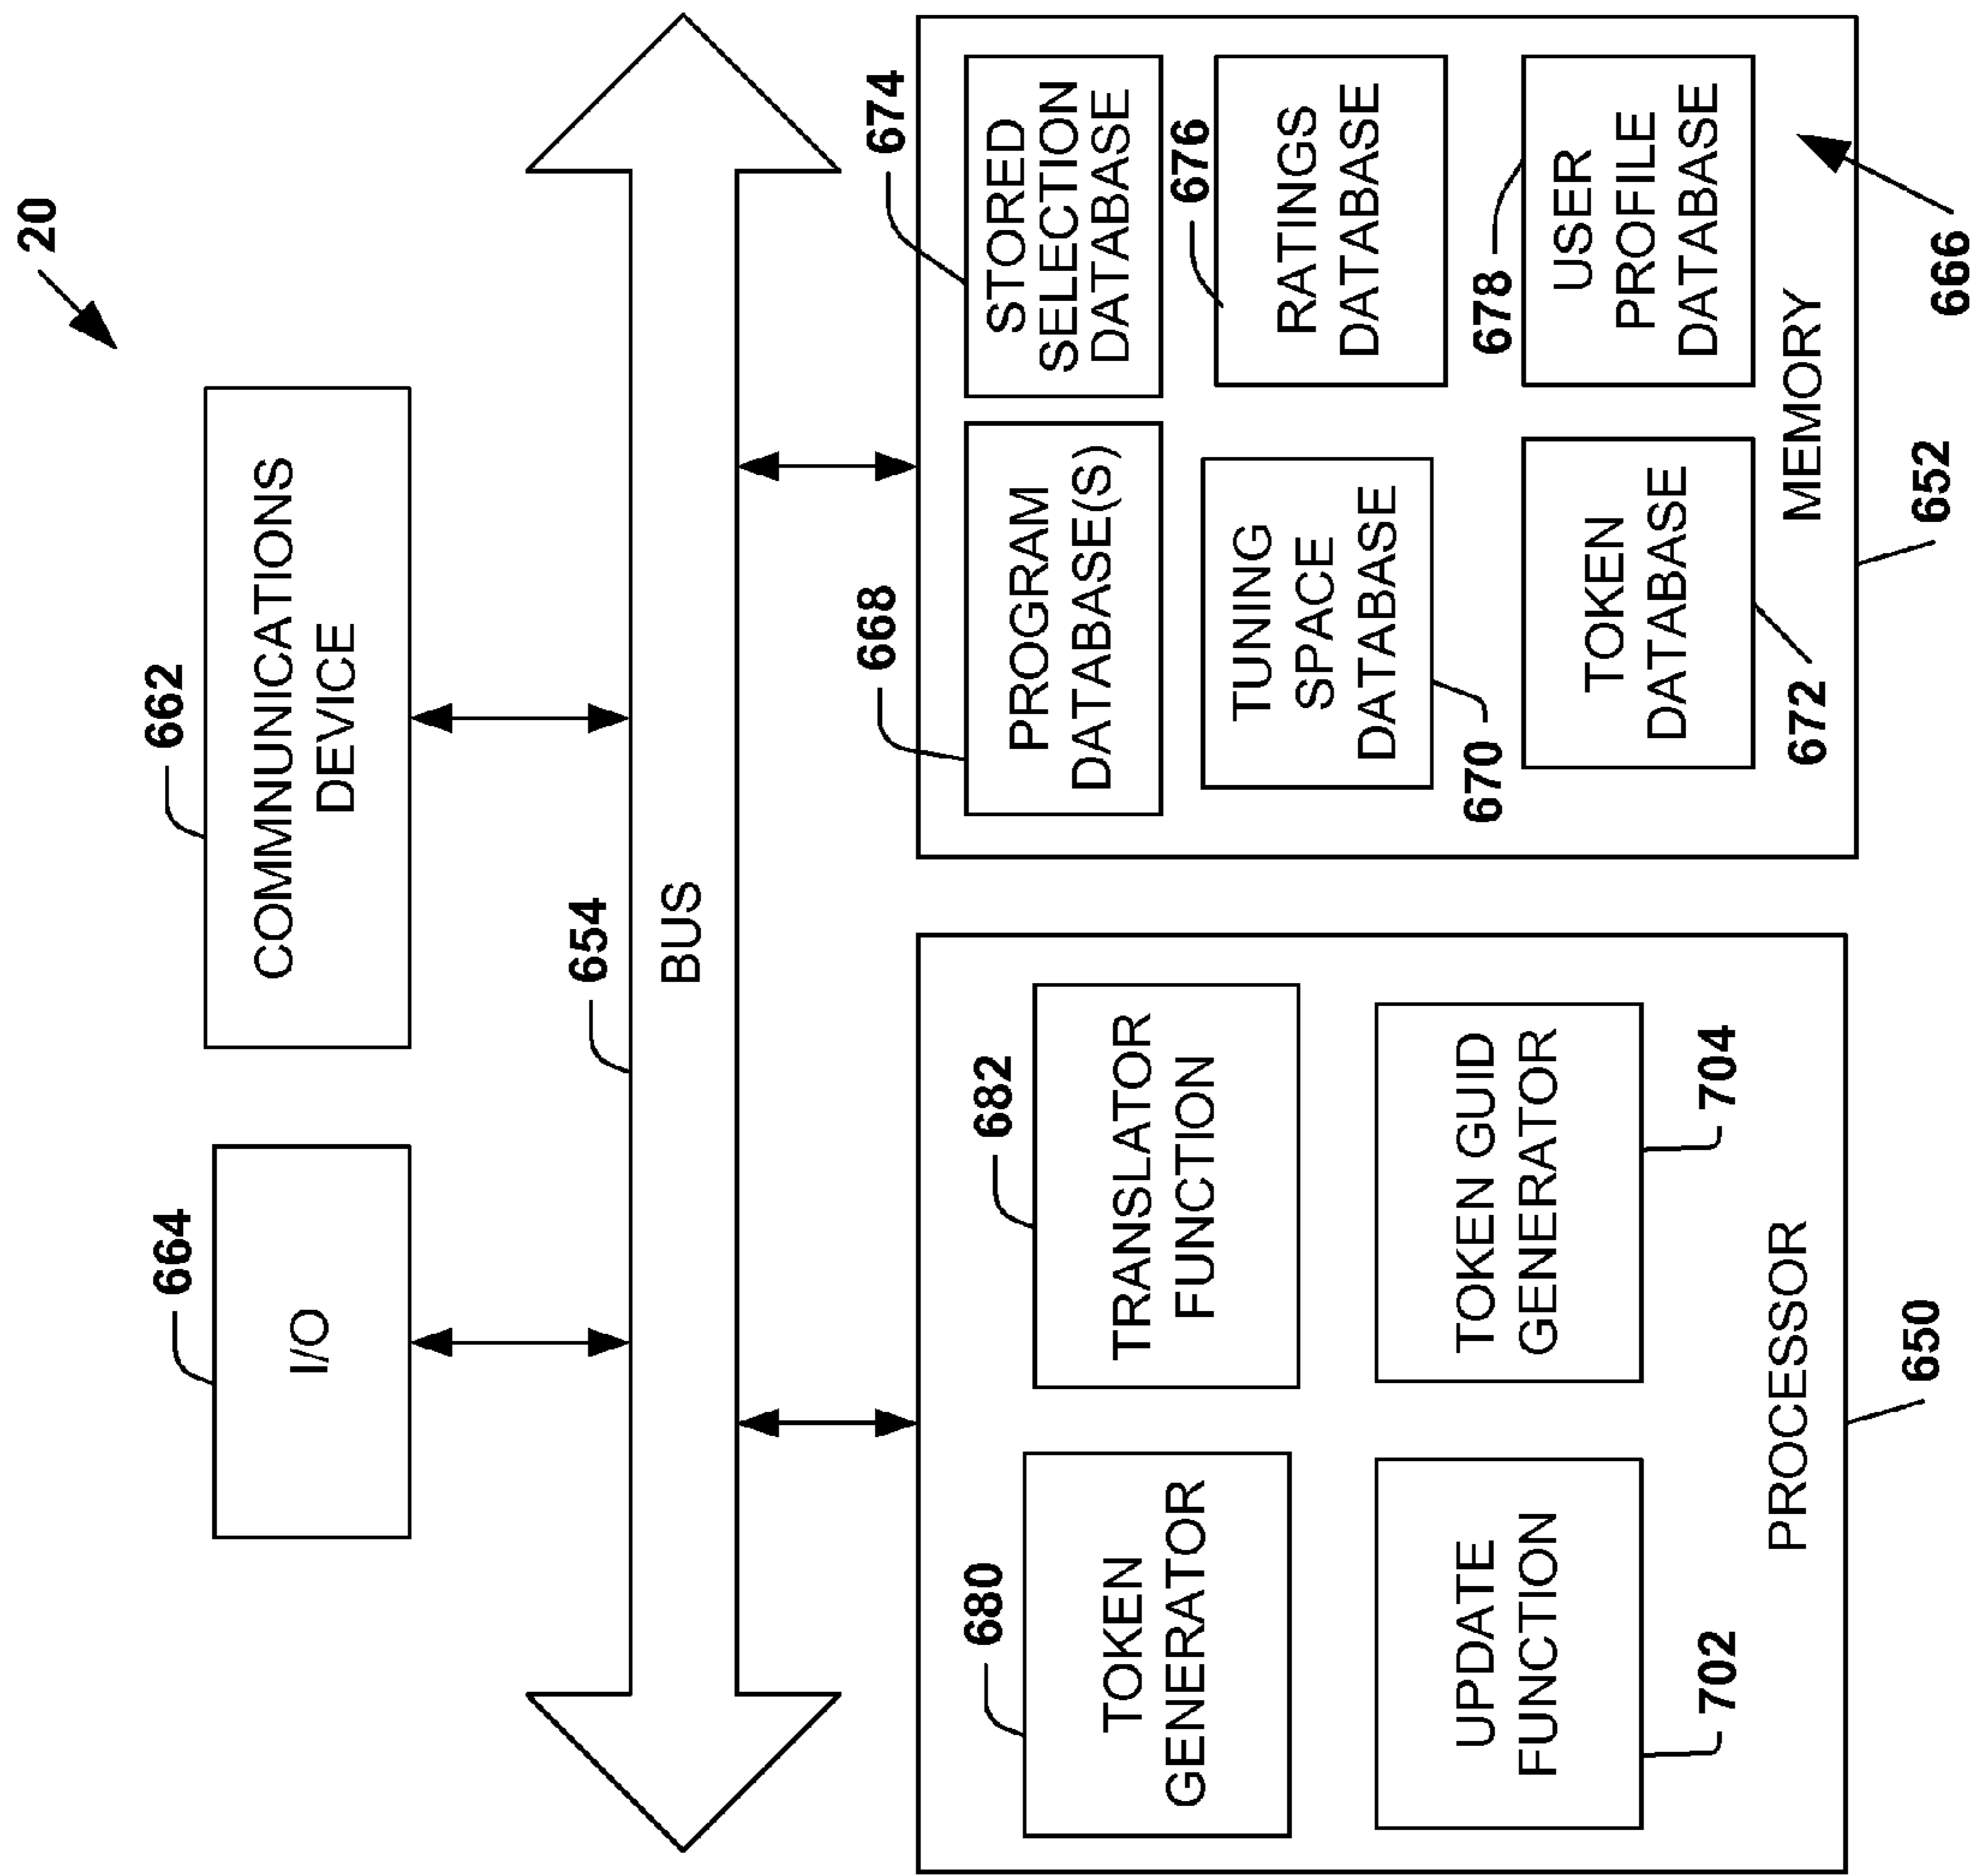 20
664
I/O
662
COMMNUNICATIONS
DEVICE
654
BUS
680
TOKEN
GENERATOR
682
TRANSLATOR
FUNCTION
UPDATE
FUNCTION
702
TOKEN GUID
GENERATOR
704
PROCESSOR
650
668
PROGRAM
DATABASE(S)
674
STORED
SELECTION
DATABASE
TUNING
SPACE
DATABASE
670
676
RATINGS
DATABASE
TOKEN
DATABASE
672
678
USER
PROFILE
DATABASE
MEMORY
652
666